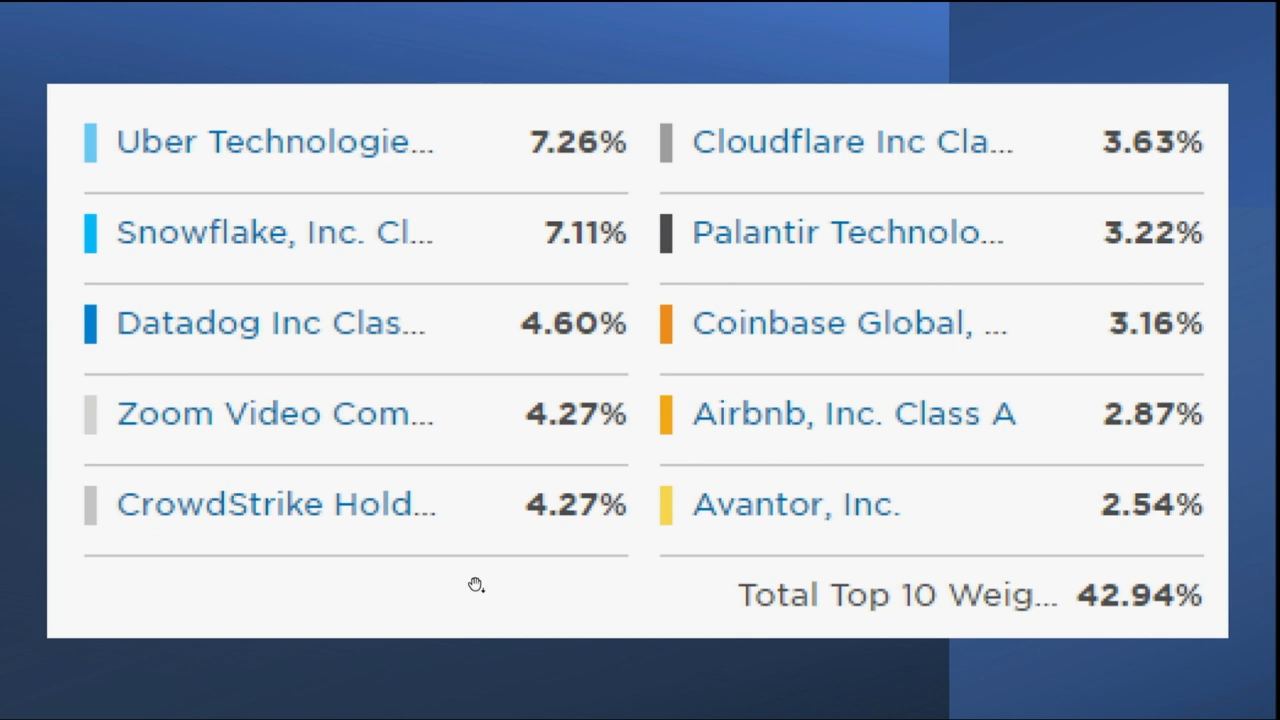 Uber Technologie... 7.26%
Snowflake, Inc. Cl... 7.11%
Datadog Inc Clas... 4.60%
Zoom Video Com... 4.27%
CrowdStrike Hold... 4.27%
Cloudflare Inc Cla... 3.63%
Palantir Technolo... 3.22%
Coinbase Global, ... 3.16%
Airbnb, Inc. Class A 2.87%
Avantor, Inc. 2.54%
Total Top 10 Weig... 42.94%